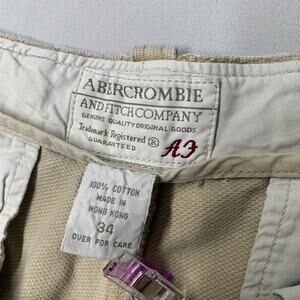 ABERCROMBIE
AND FITCH COMPANY
GENUINE QUALITY ORIGINAL GOODS
Trademark Registered ®
GUARANTEED
AF
100% COTTON
MADE IN
HONG KONG
34
OVER FOR CARE